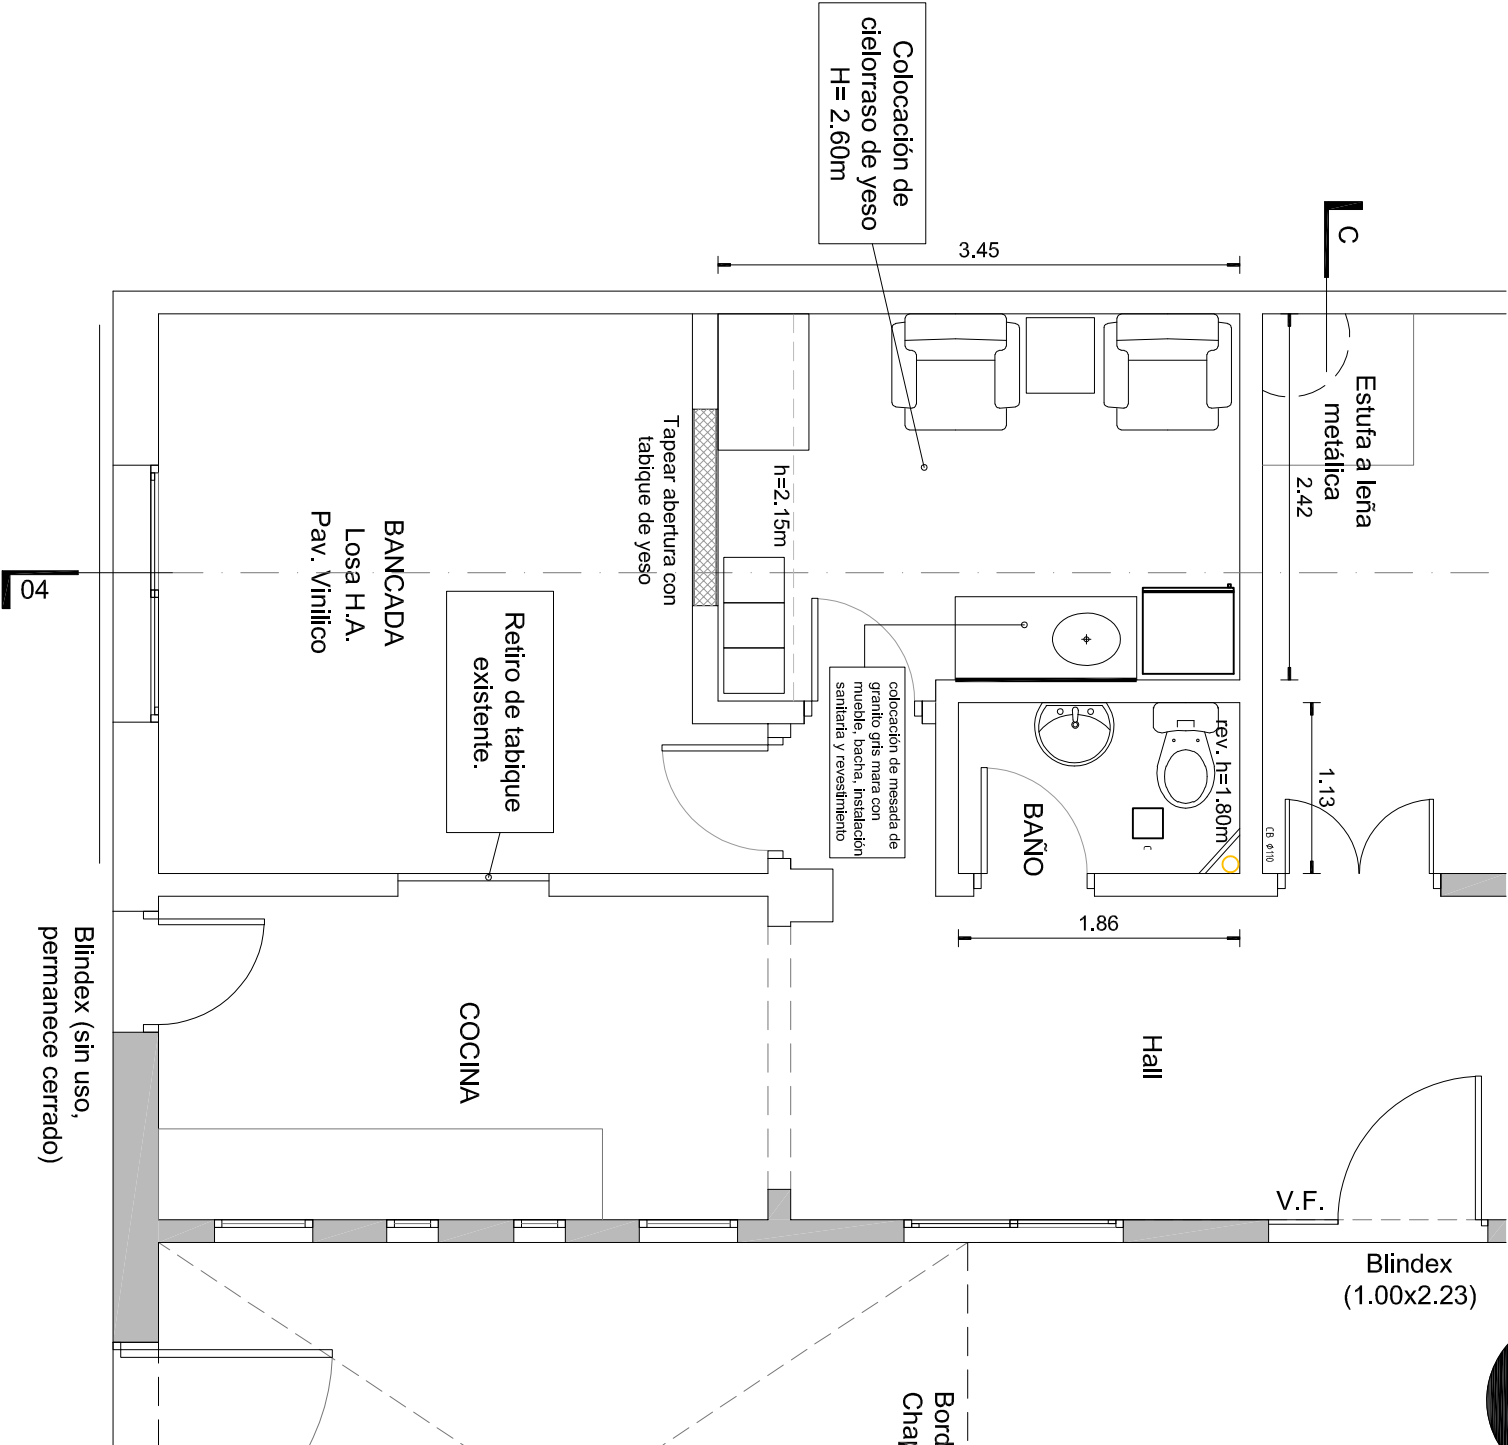 Colocación de
cielorraso de yeso
H= 2.60m
C
3.45
Estufa a leña
metálica
2.42
h=2.15m
Tapear abertura con
tabique de yeso
BANCADA
Losa H.A.
Pav. Vinilico
04
Retiro de tabique
existente.
colocación de mesada de
granito gris mara con
mueble, bacha, instalación
sanitaria y revestimiento
rev. h=1.80m
1.13
CB Ø110
C
BAÑO
1.86
Blindex (sin uso,
permanece cerrado)
COCINA
Hall
V.F.
Blindex
(1.00x2.23)
Bord
Chap